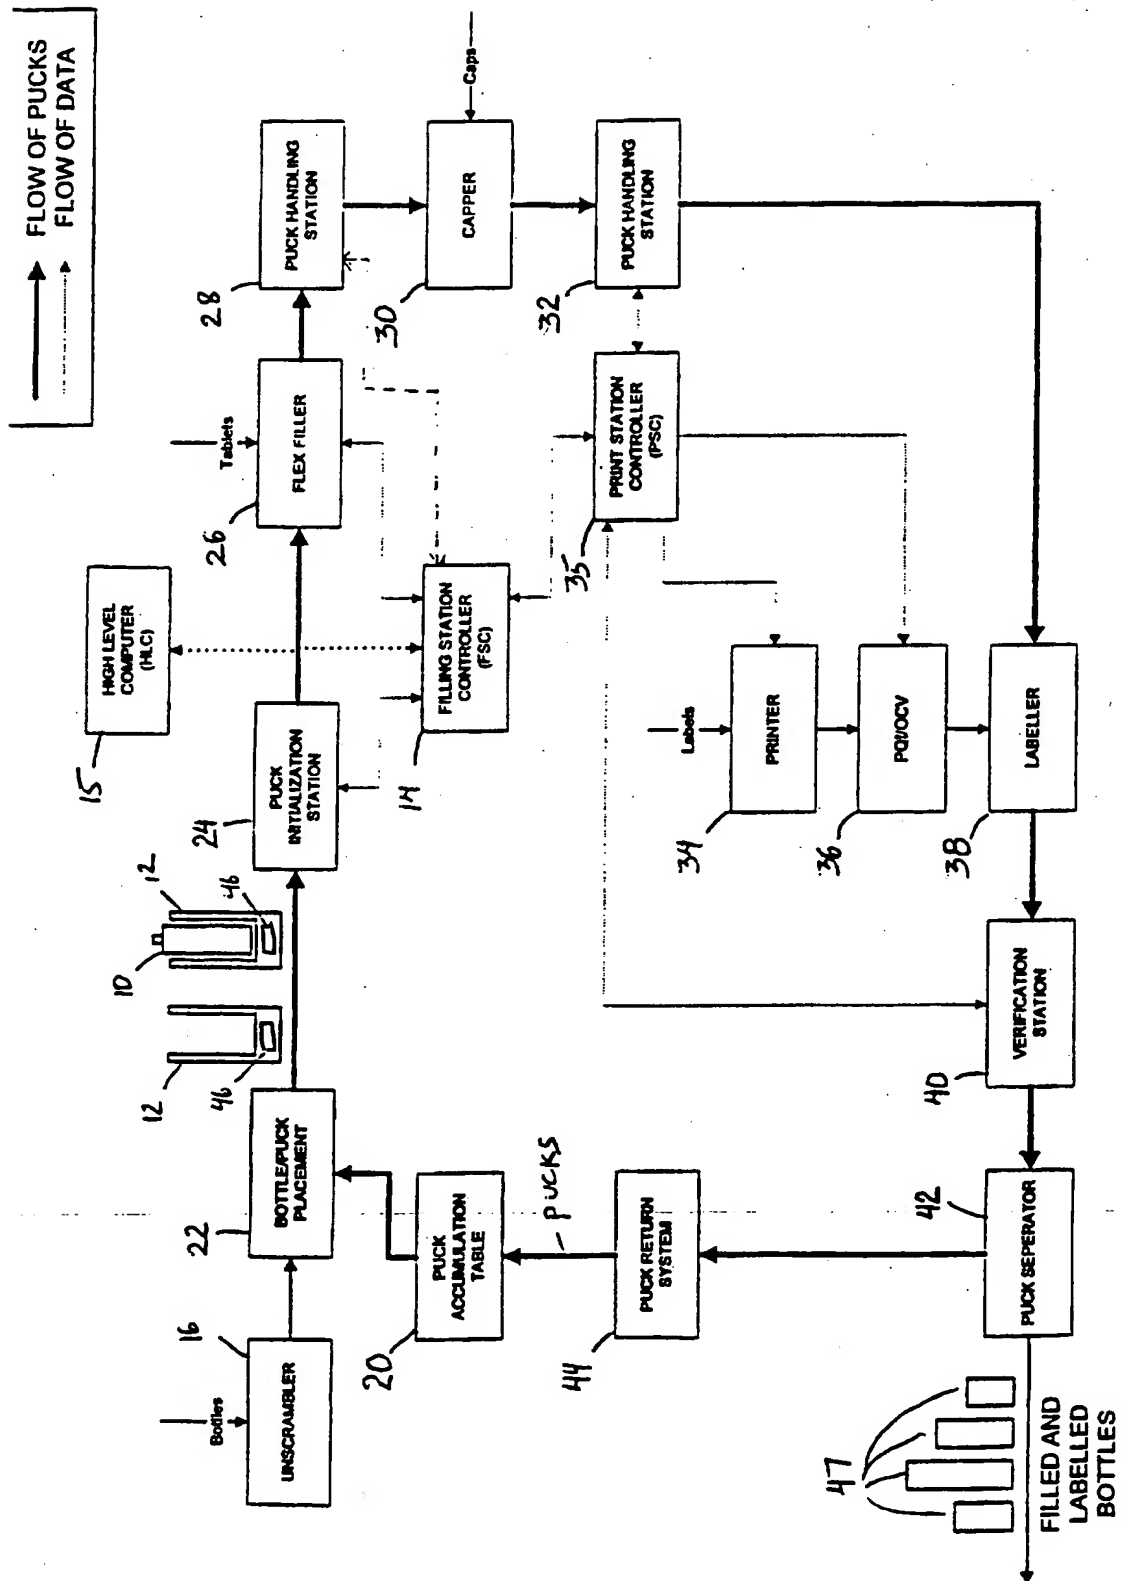 FLOW OF PUCKS
FLOW OF DATA
Bottles
16
UNSCRAMBLER
22
BOTTLE/PUCK
PLACEMENT
12
46
10
12
46
24
PUCK
INITIALIZATION
STATION
15
HIGH LEVEL
COMPUTER
(HLC)
Tablets
26
FLEX FILLER
28
PUCK HANDLING
STATION
20
PUCK
ACCUMULATION
TABLE
14
FILLING STATION
CONTROLLER
(FSC)
30
CAPPER
Caps
pucks
44
PUCK RETURN
SYSTEM
35
PRINT STATION
CONTROLLER
(PSC)
32
PUCK HANDLING
STATION
Labels
34
PRINTER
36
PQI/OCV
38
LABELLER
40
VERIFICATION
STATION
42
PUCK SEPERATOR
47
FILLED AND
LABELLED
BOTTLES